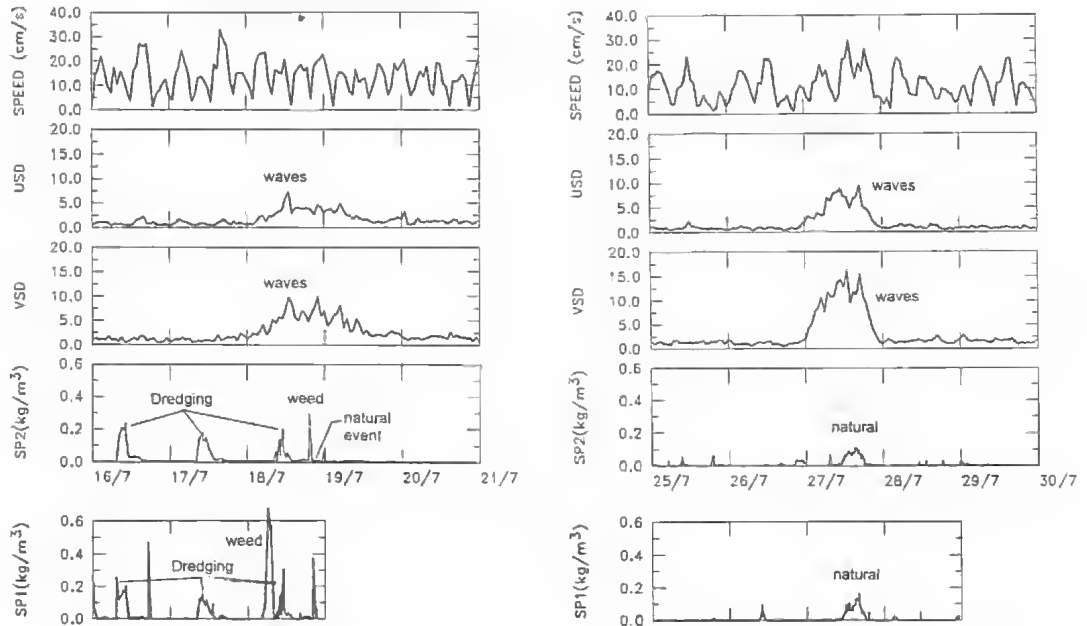 SPEED (cm/s)
40.0
30.0
20.0
10.0
0.0
USD
20.0
15.0
10.0
5.0
0.0
waves
VSD
20.0
15.0
10.0
5.0
0.0
waves
SP2(kg/m³)
0.6
0.4
0.2
0.0
Dredging
weed
natural
event
16/7 17/7 18/7 19/7 20/7 21/7
SP1(kg/m³)
0.6
0.4
0.2
0.0
weed
Dredging
SPEED (cm/s)
40.0
30.0
20.0
10.0
0.0
USD
20.0
15.0
10.0
5.0
0.0
waves
VSD
20.0
15.0
10.0
5.0
0.0
waves
SP2(kg/m³)
0.6
0.4
0.2
0.0
natural
25/7 26/7 27/7 28/7 29/7 30/7
SP1(kg/m³)
0.6
0.4
0.2
0.0
natural